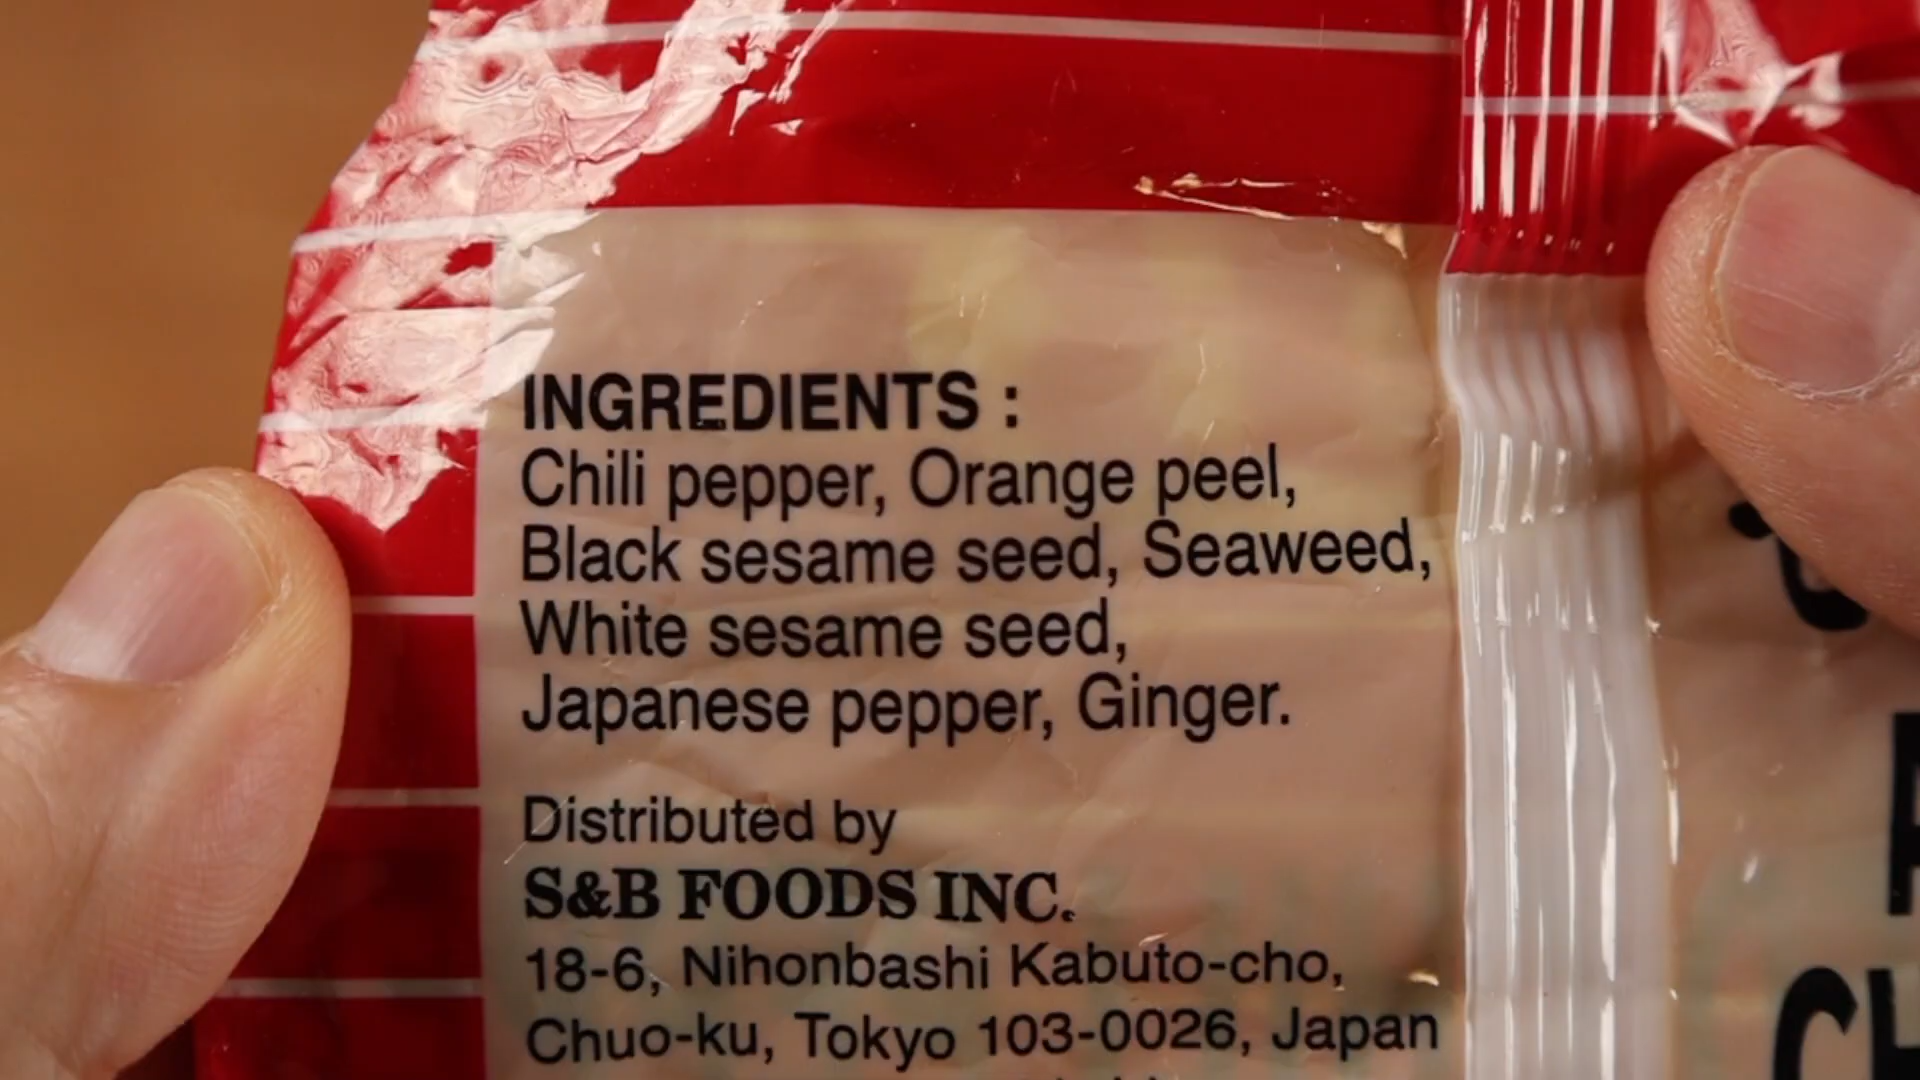 INGREDIENTS :
Chili pepper, Orange peel,
Black sesame seed, Seaweed,
White sesame seed,
Japanese pepper, Ginger.
Distributed by
S&B FOODS INC.
18-6, Nihonbashi Kabuto-cho,
Chuo-ku, Tokyo 103-0026, Japan